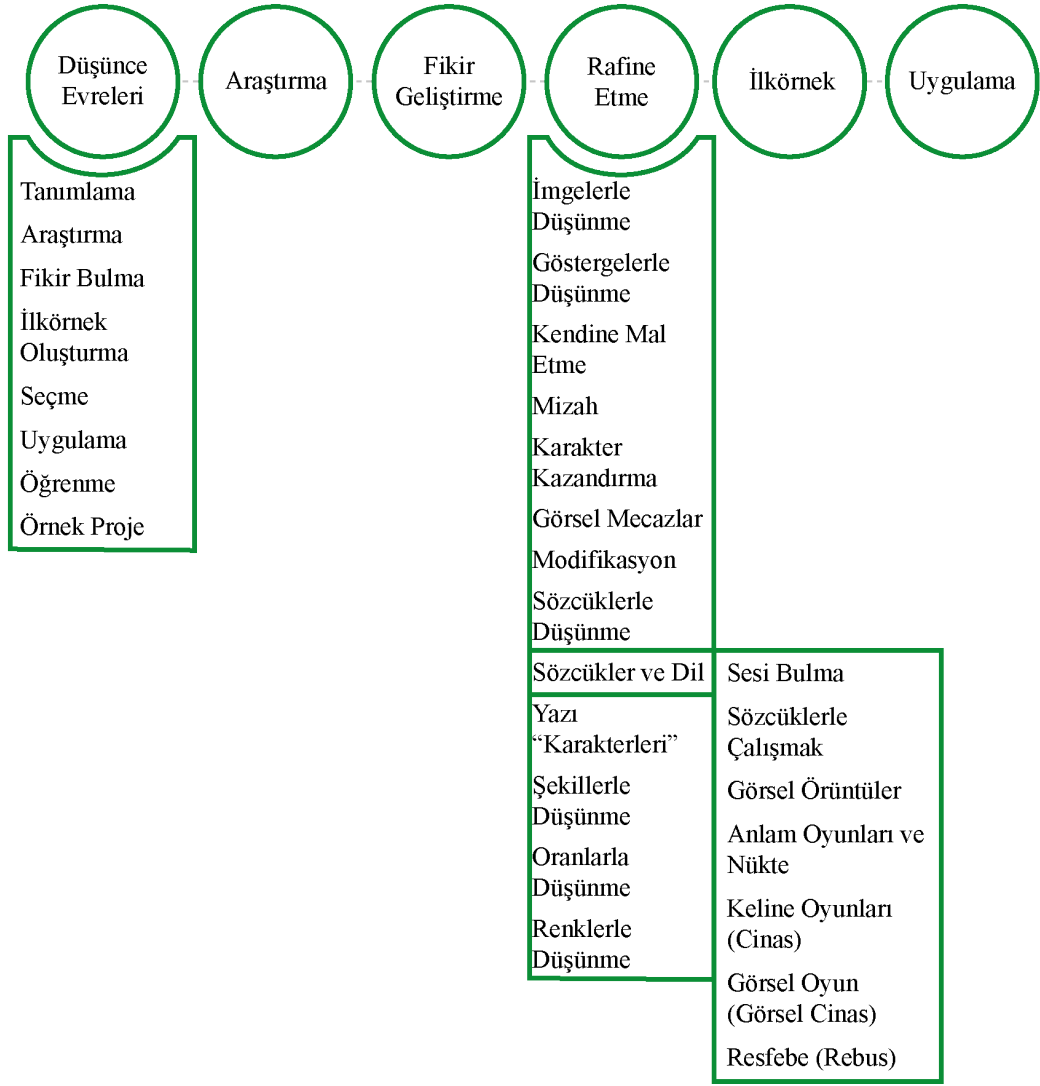 Düşünce
Evreleri
Araştırma
Fikir
Geliştirme
Rafine
Etme
İlkörnek
Uygulama
Tanımlama
Araştırma
Fikir Bulma
İlkörnek
Oluşturma
Seçme
Uygulama
Öğrenme
Örnek Proje
İmgelerle
Düşünme
Göstergelerle
Düşünme
Kendine Mal
Etme
Mizah
Karakter
Kazandırma
Görsel Mecazlar
Modifikasyon
Sözcüklerle
Düşünme
Sözcükler ve Dil
Yazı
“Karakterleri”
Şekillerle
Düşünme
Oranlarla
Düşünme
Renklerle
Düşünme
Sesi Bulma
Sözcüklerle
Çalışmak
Görsel Örüntüler
Anlam Oyunları ve
Nükte
Keline Oyunları
(Cinas)
Görsel Oyun
(Görsel Cinas)
Resfebe (Rebus)